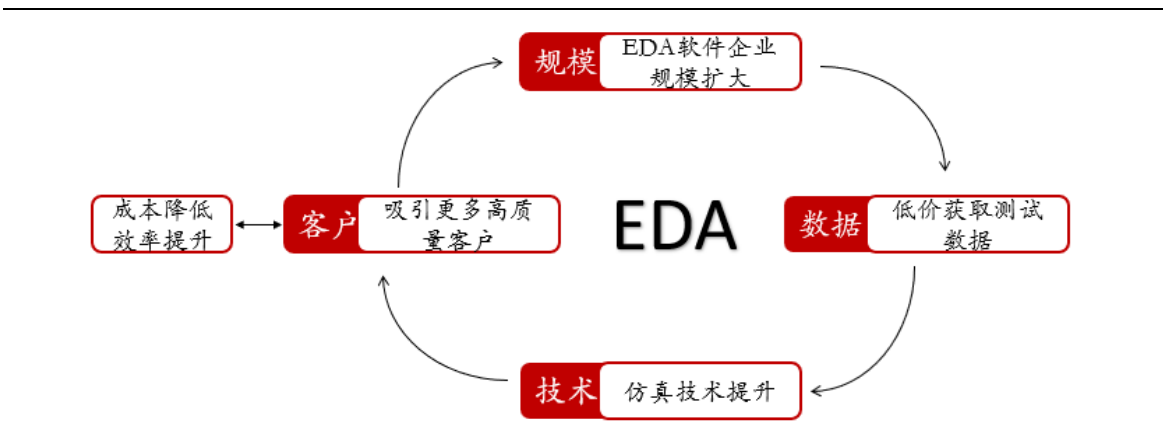 规模
EDA软件企业
规模扩大
成本降低
效率提升
客户
吸引更多高质
量客户
EDA
数据
低价获取测试
数据
技术
仿真技术提升